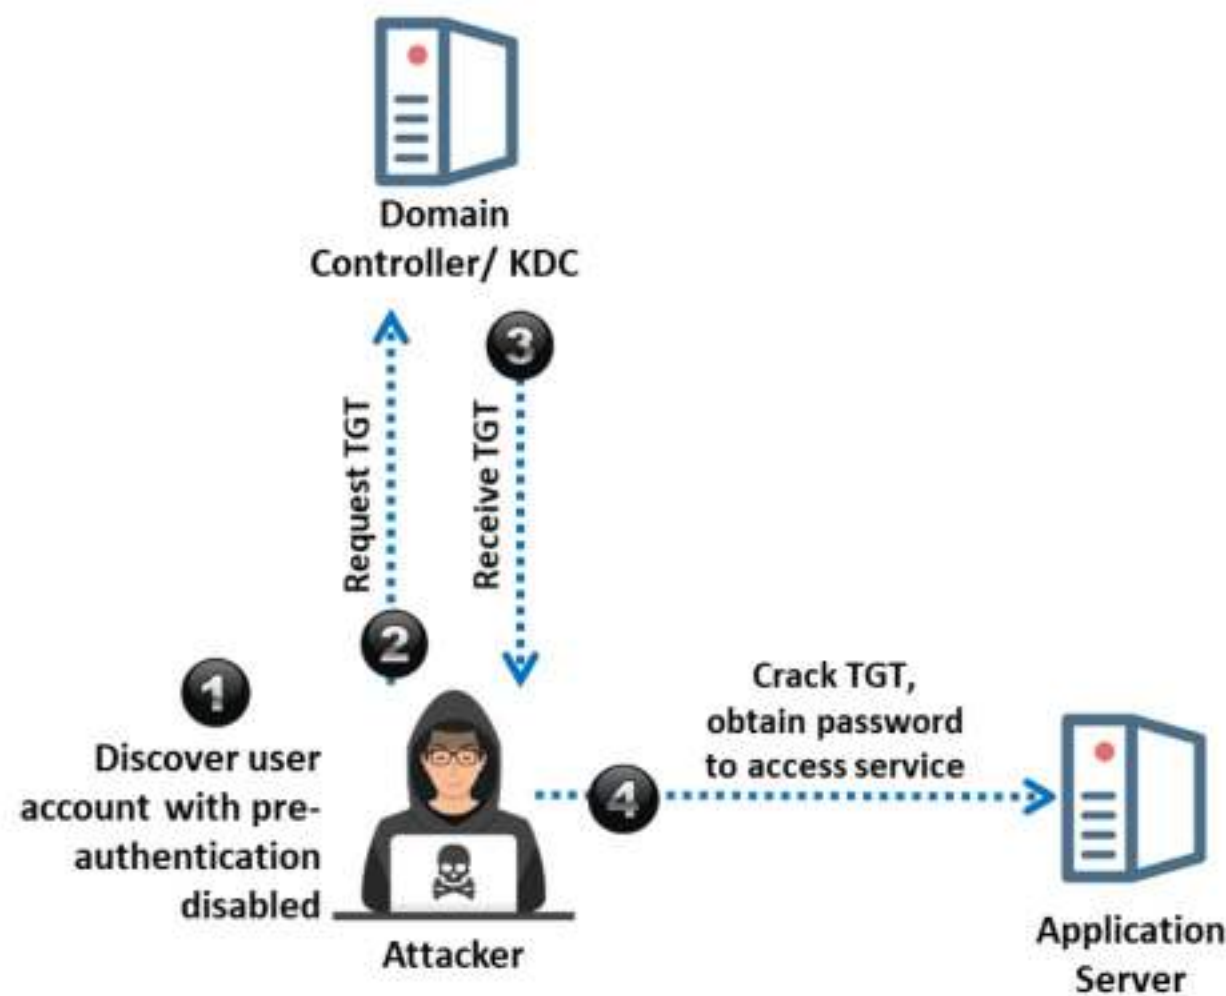 Domain
Controller/ KDC
3
Request TGT
Receive TGT
2
1
Discover user
account with pre-
authentication
disabled
Attacker
4
Crack TGT,
obtain password
to access service
Application
Server